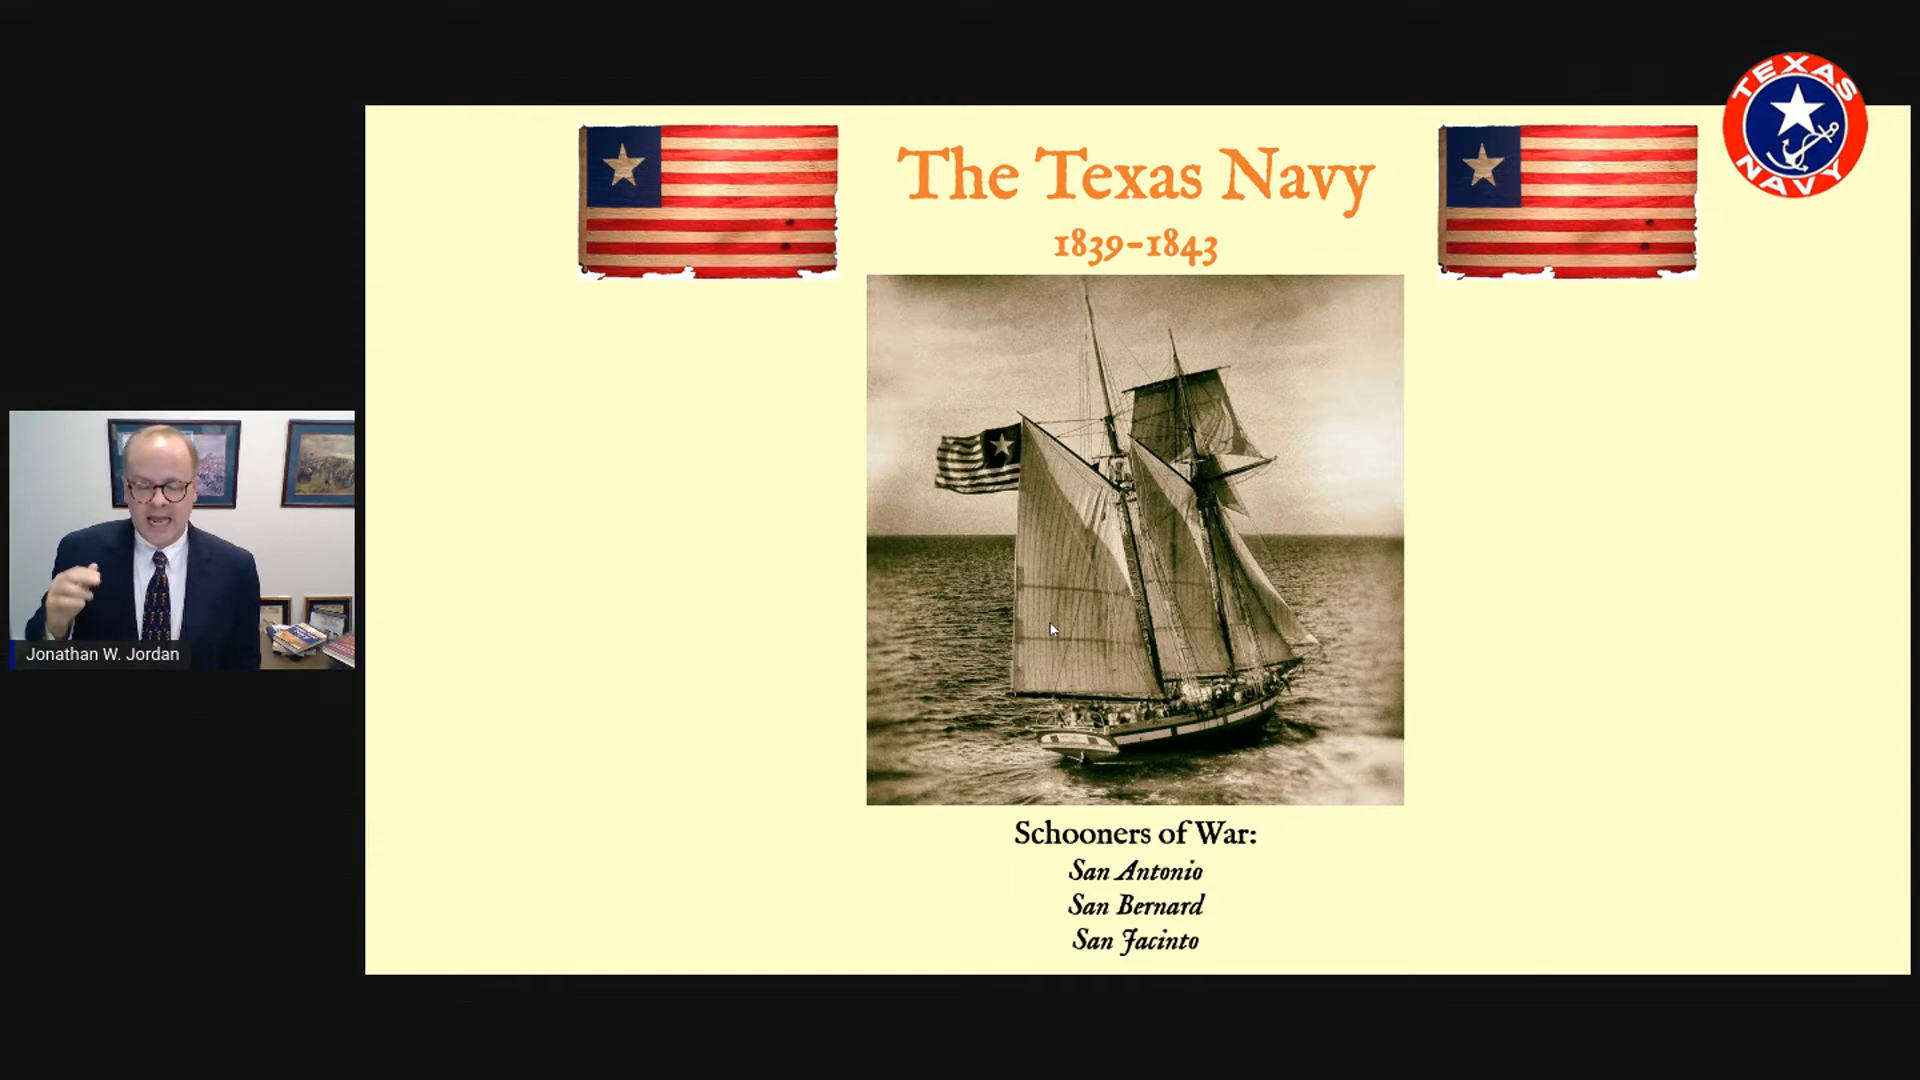 TEXAS
NAVY
The Texas Navy
1839-1843
Jonathan W. Jordan
Schooners of War:
San Antonio
San Bernard
San Jacinto